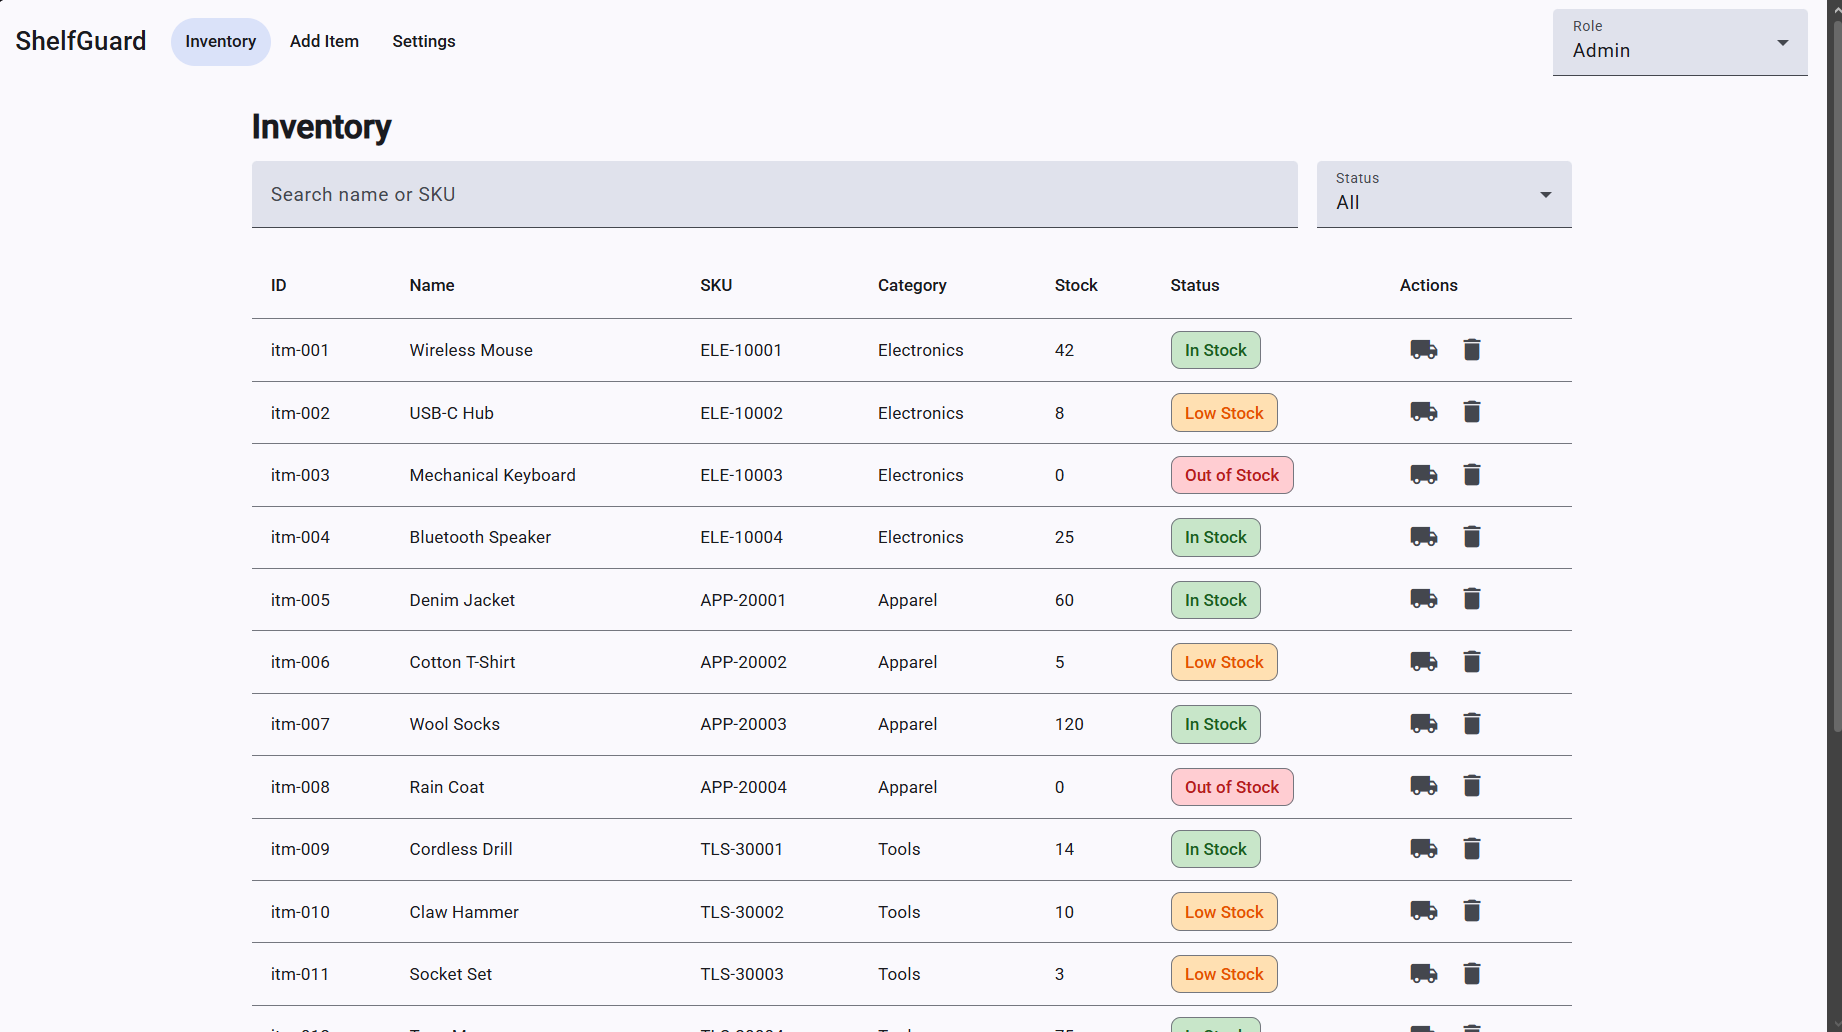 ShelfGuard Inventory Add Item Settings
Role
Admin
Inventory
Search name or SKU
Status
All
ID Name SKU Category Stock Status Actions
itm-001 Wireless Mouse ELE-10001 Electronics 42 In Stock
itm-002 USB-C Hub ELE-10002 Electronics 8 Low Stock
itm-003 Mechanical Keyboard ELE-10003 Electronics 0 Out of Stock
itm-004 Bluetooth Speaker ELE-10004 Electronics 25 In Stock
itm-005 Denim Jacket APP-20001 Apparel 60 In Stock
itm-006 Cotton T-Shirt APP-20002 Apparel 5 Low Stock
itm-007 Wool Socks APP-20003 Apparel 120 In Stock
itm-008 Rain Coat APP-20004 Apparel 0 Out of Stock
itm-009 Cordless Drill TLS-30001 Tools 14 In Stock
itm-010 Claw Hammer TLS-30002 Tools 10 Low Stock
itm-011 Socket Set TLS-30003 Tools 3 Low Stock